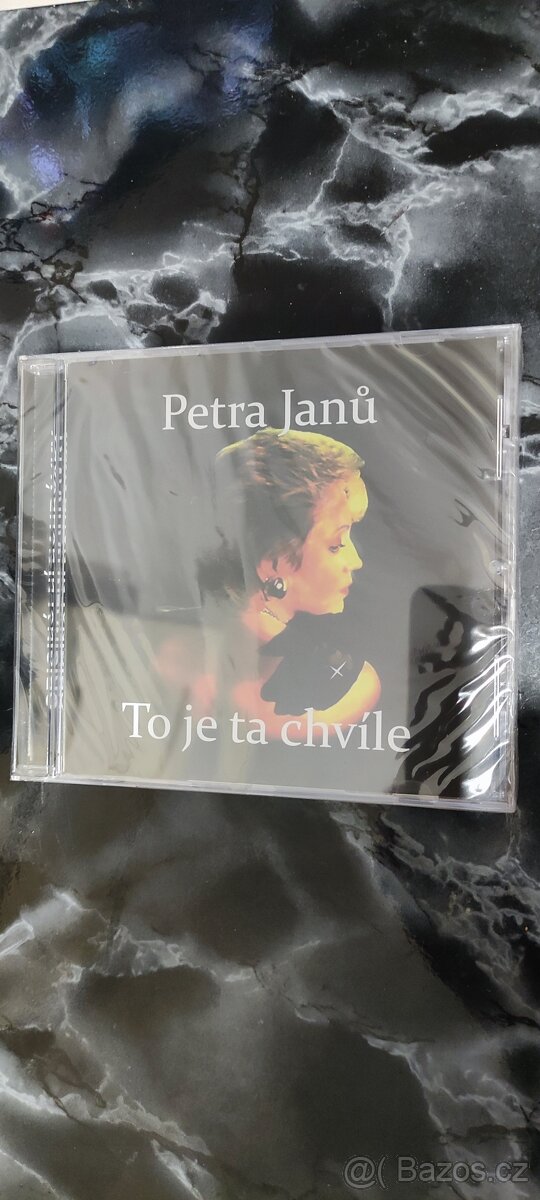 Petra Janů
To je ta chvíle
@( Bazos.cz